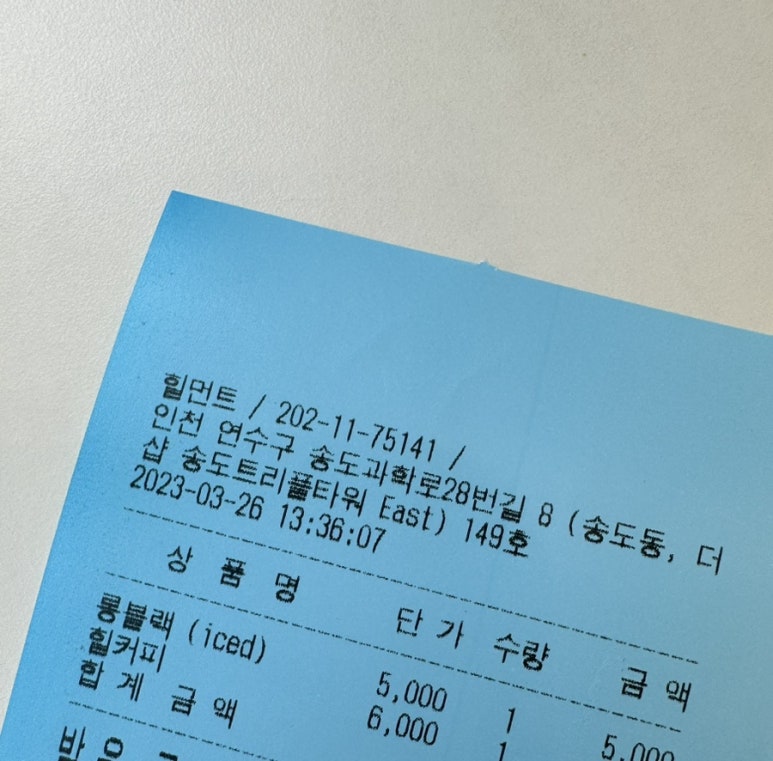 힐먼트 / 202-11-75141 /
인천 연수구 송도과학로28번길 8 (송도동, 더
샵 송도트리플타워 East) 149호
2023-03-26 13:36:07
상 품 명 단 가 수량 금 액
롱블랙 (iced) 5,000 1 5,000
힐커피 6,000 1
합 계 금 액